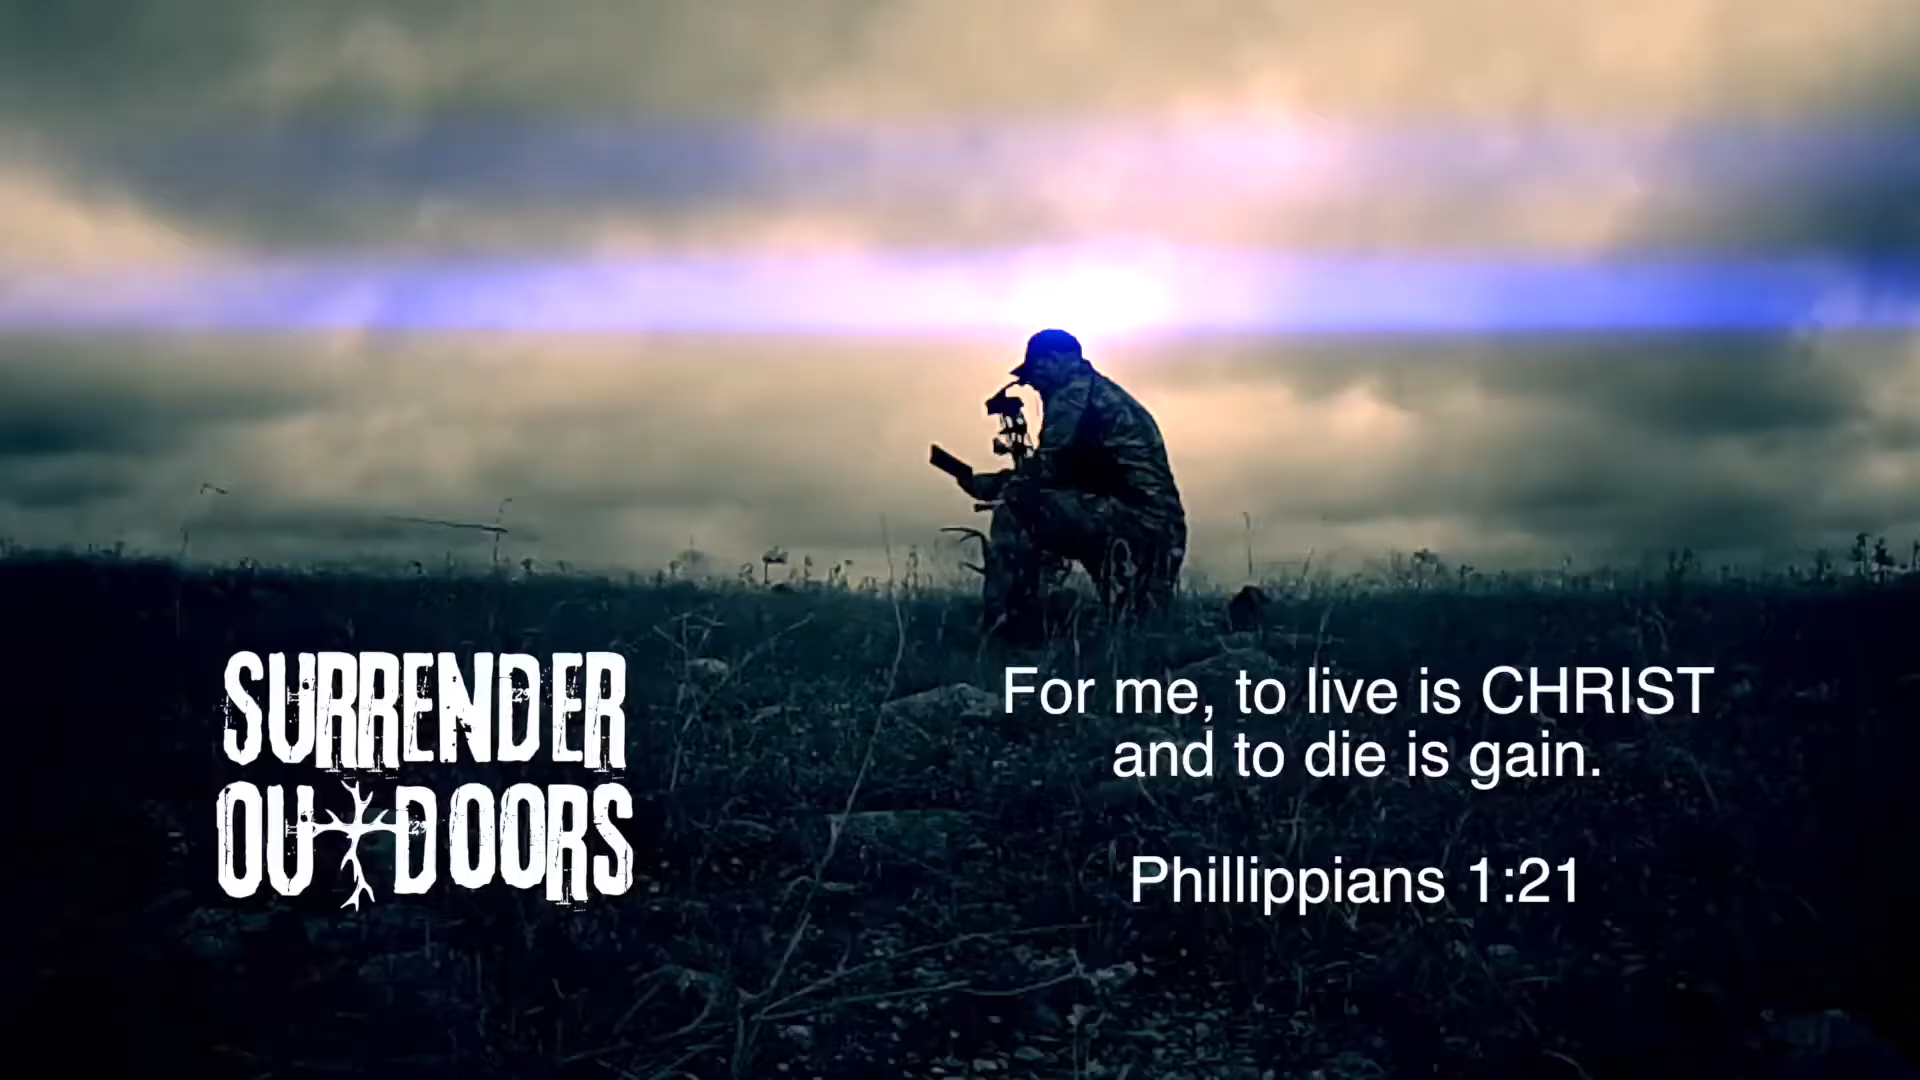 SURRENDER
OUTDOORS
For me, to live is CHRIST
and to die is gain.
Phillippians 1:21